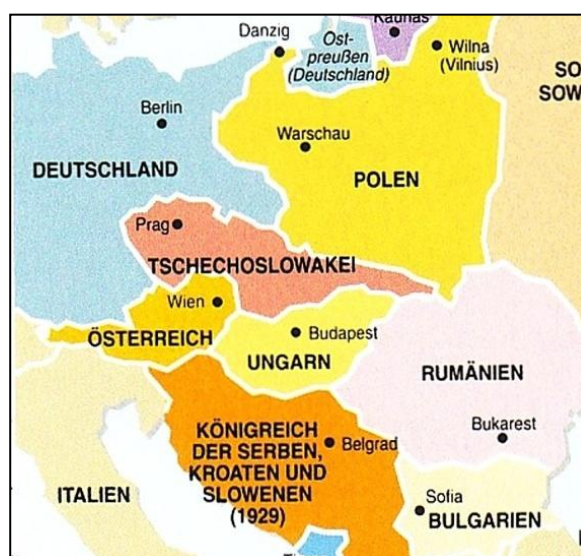 Danzig
Ost-
preußen
(Deutschland)
Kaunas
Wilna
(Vilnius)
SO
SOW
Berlin
Warschau
DEUTSCHLAND
POLEN
Prag
TSCHECHOSLOWAKEI
Wien
ÖSTERREICH
Budapest
UNGARN
RUMÄNIEN
KÖNIGREICH
DER SERBEN,
KROATEN UND
SLOWENEN
(1929)
Belgrad
Bukarest
ITALIEN
Sofia
BULGARIEN